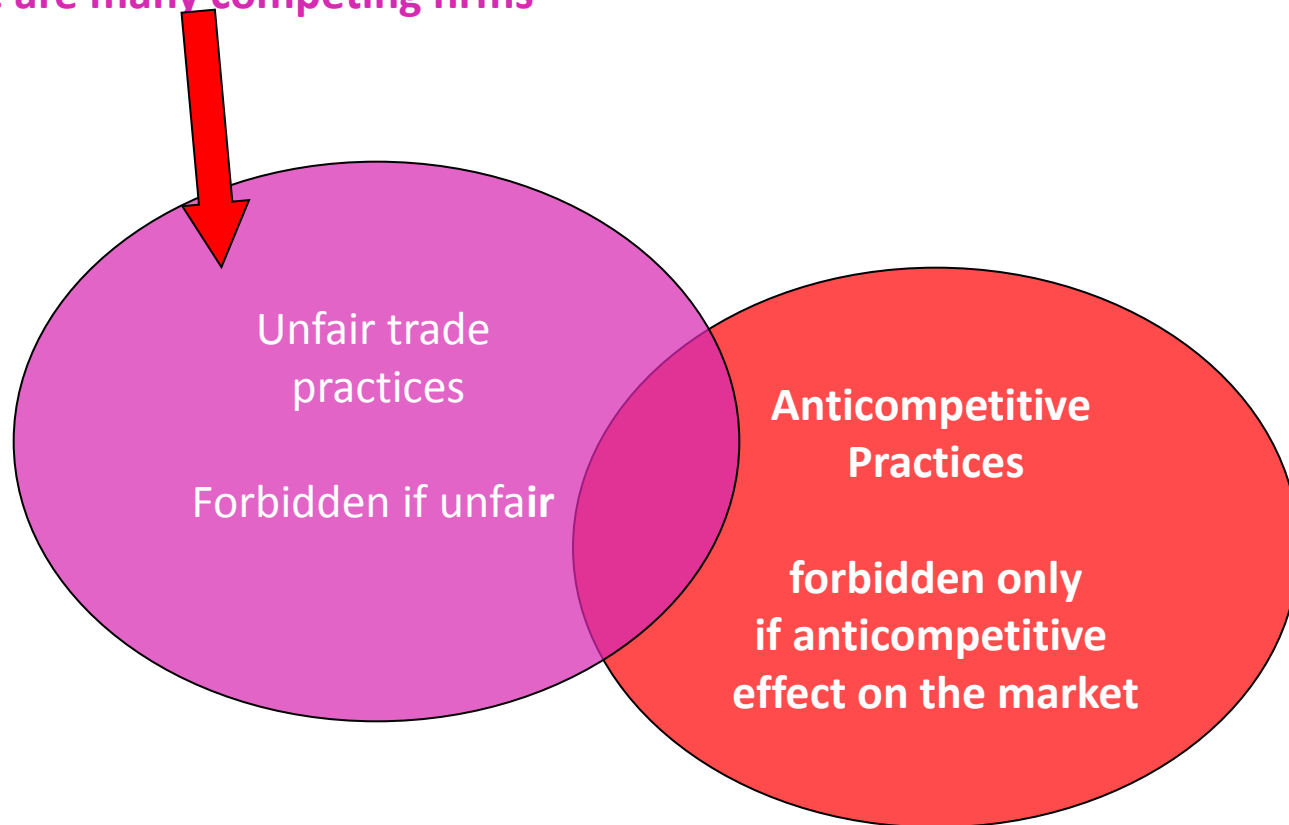 are many competing firms
Unfair trade
practices
Forbidden if unfair
Anticompetitive
Practices
forbidden only
if anticompetitive
effect on the market